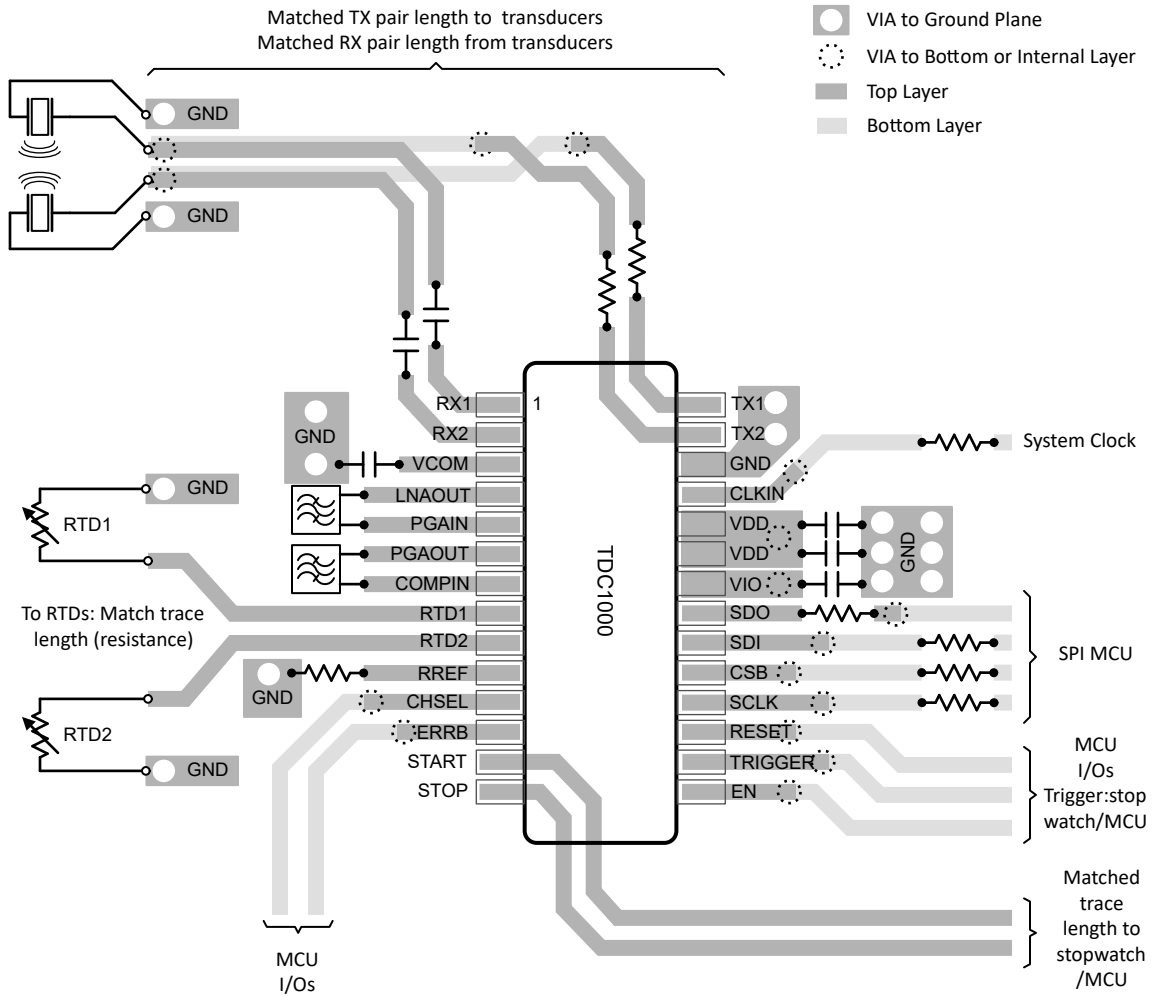 Matched TX pair length to transducers
Matched RX pair length from transducers
VIA to Ground Plane
VIA to Bottom or Internal Layer
Top Layer
Bottom Layer
GND
GND
RX1
1
TX1
RX2
TX2
GND
VCOM
GND
System Clock
LNAOUT
CLKIN
GND
RTD1
PGAIN
VDD
PGAOUT
VDD
GND
COMPIN
VIO
TDC1000
To RTDs: Match trace
length (resistance)
RTD1
SDO
RTD2
SDI
SPI MCU
RREF
CSB
GND
CHSEL
SCLK
RTD2
ERRB
RESET
GND
START
TRIGGER
STOP
EN
MCU
I/Os
Trigger:stop
watch/MCU
Matched
trace
length to
stopwatch
/MCU
MCU
I/Os